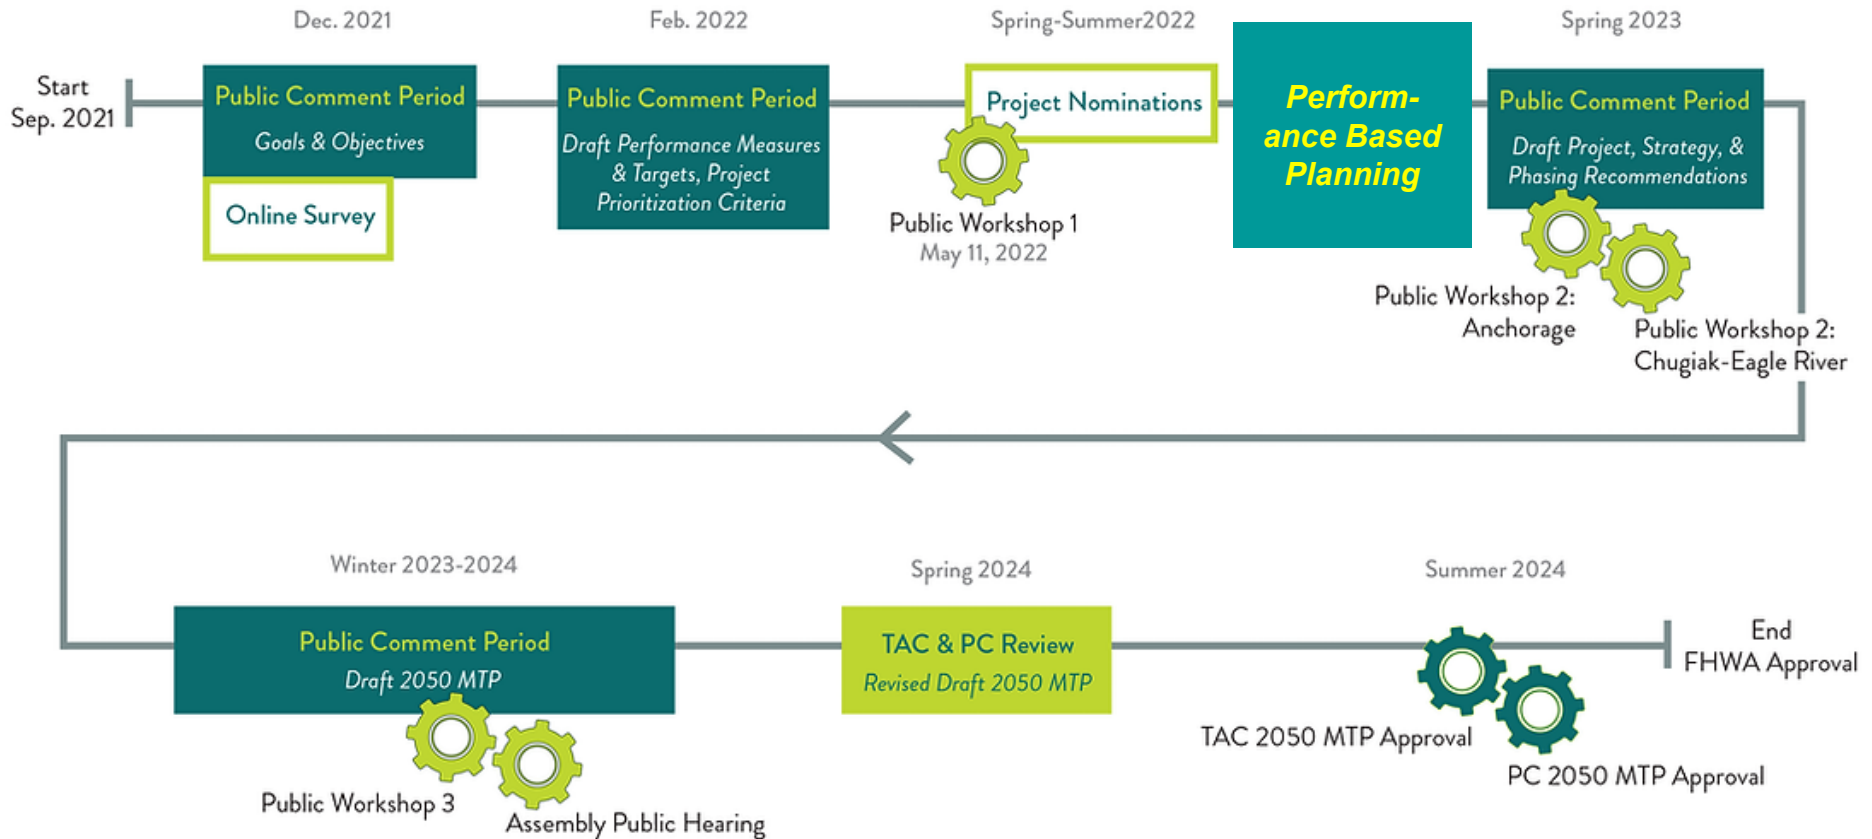 Start
Sep. 2021
Dec. 2021
Public Comment Period
Goals & Objectives
Online Survey
Feb. 2022
Public Comment Period
Draft Performance Measures
& Targets, Project
Prioritization Criteria
Spring-Summer2022
Project Nominations
Public Workshop 1
May 11, 2022
Perform-
ance Based
Planning
Spring 2023
Public Comment Period
Draft Project, Strategy, &
Phasing Recommendations
Public Workshop 2:
Anchorage
Public Workshop 2:
Chugiak-Eagle River
Winter 2023-2024
Public Comment Period
Draft 2050 MTP
Public Workshop 3
Assembly Public Hearing
Spring 2024
TAC & PC Review
Revised Draft 2050 MTP
Summer 2024
TAC 2050 MTP Approval
PC 2050 MTP Approval
End
FHWA Approval